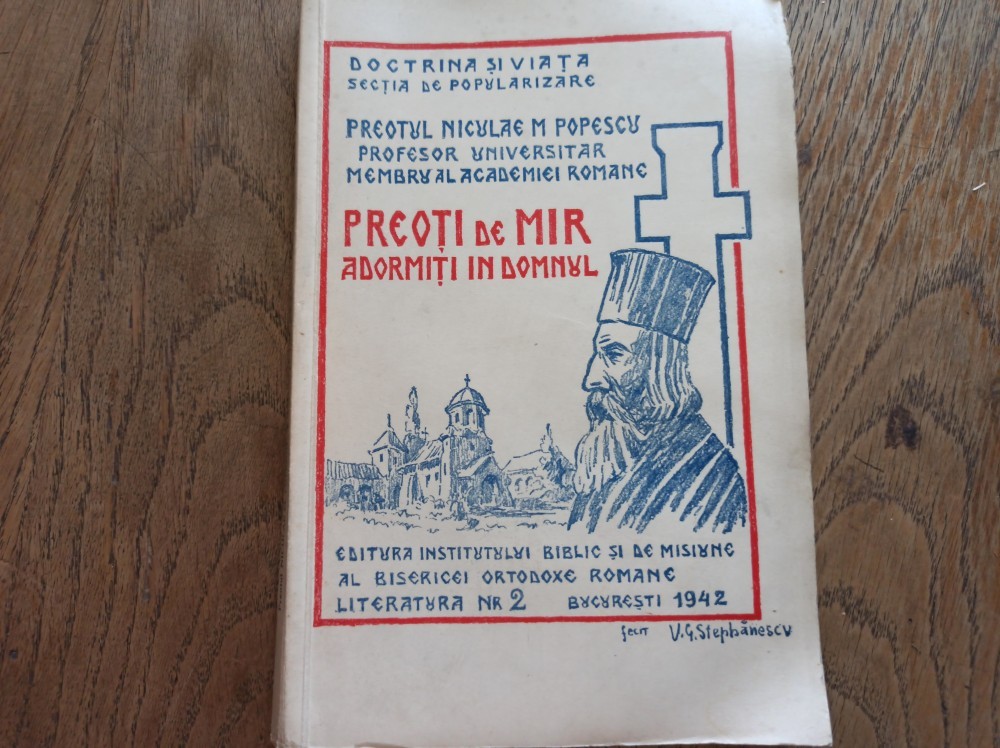 DOCTRINA ȘI VIAȚA
SECȚIA DE POPULARIZARE
PREOTUL NICULAE M POPESCU
PROFESOR UNIVERSITAR
MEMBRU AL ACADEMIEI ROMANE
PREOȚI DE MIR
ADORMIȚI IN DOMNUL
EDITURA INSTITUTULUI BIBLIC ȘI DE MISIUNE
AL BISERICEI ORTODOXE ROMANE
LITERATURA NR 2 BUCUREȘTI 1942
fecit V.G.Stephănescu